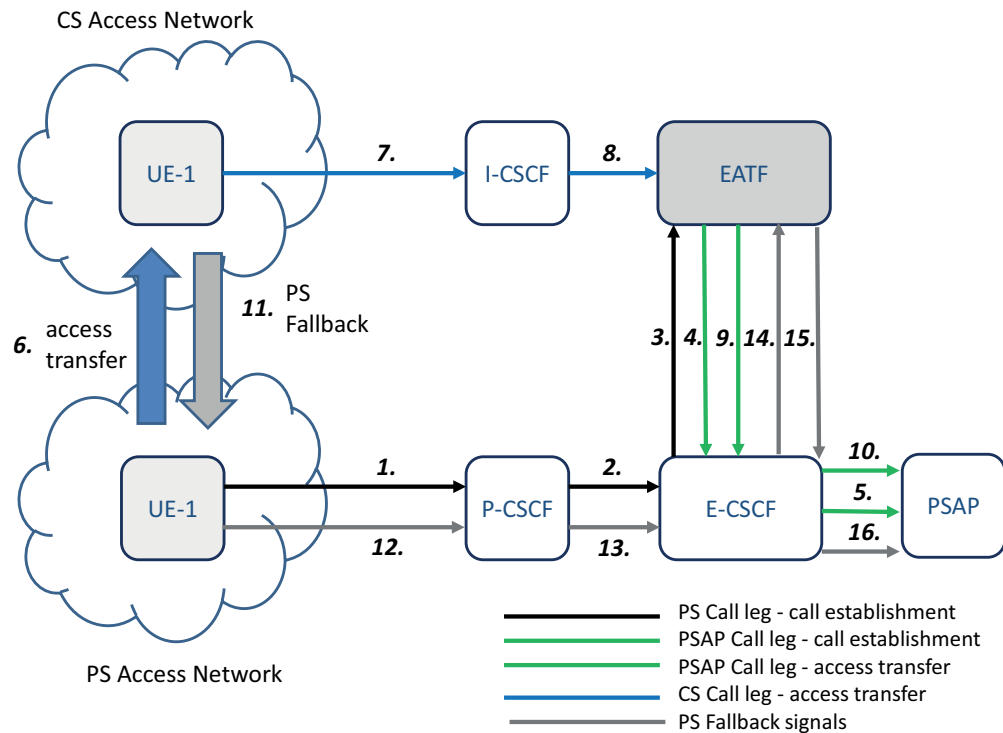 CS Access Network
UE-1
7.
I-CSCF
8.
EATF
6. access
transfer
11. PS
Fallback
3.
4.
9.
14.
15.
UE-1
1.
12.
P-CSCF
2.
13.
E-CSCF
10.
5.
16.
PSAP
PS Access Network
PS Call leg - call establishment
PSAP Call leg - call establishment
PSAP Call leg - access transfer
CS Call leg - access transfer
PS Fallback signals